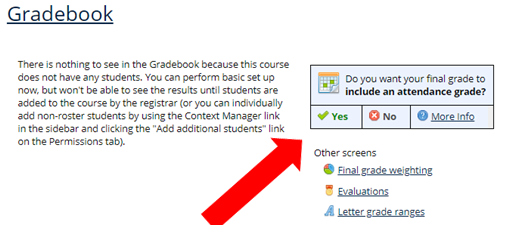 Gradebook
There is nothing to see in the Gradebook because this course
does not have any students. You can perform basic set up
now, but won't be able to see the results until students are
added to the course by the registrar (or you can individually
add non-roster students by using the Context Manager link
in the sidebar and clicking the "Add additional students" link
on the Permissions tab).
Do you want your final grade to
include an attendance grade?
Yes No More Info
Other screens
Final grade weighting
Evaluations
Letter grade ranges